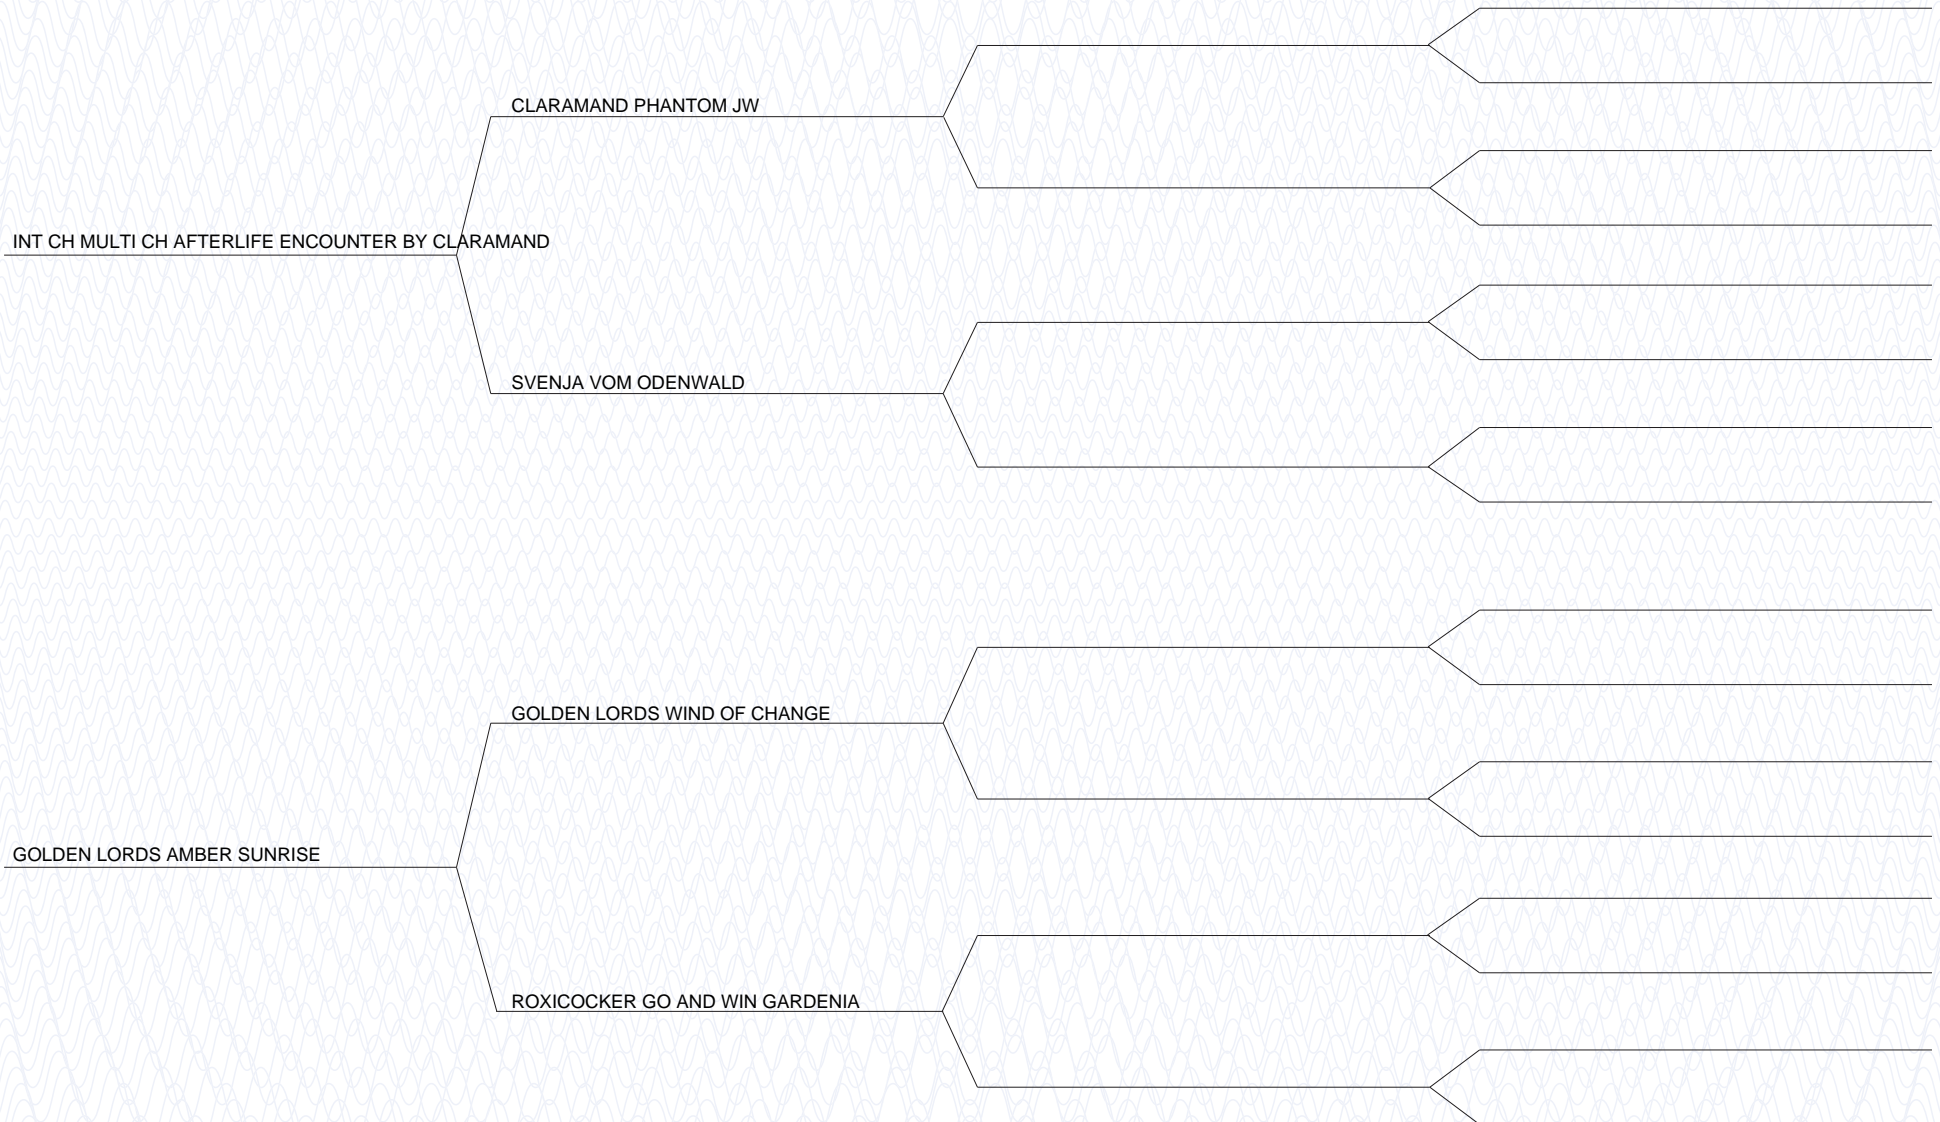 CLARAMAND PHANTOM JW
INT CH MULTI CH AFTERLIFE ENCOUNTER BY CLARAMAND
SVENJA VOM ODENWALD
GOLDEN LORDS WIND OF CHANGE
GOLDEN LORDS AMBER SUNRISE
ROXICOCKER GO AND WIN GARDENIA